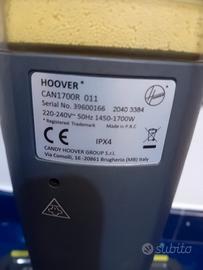 HOOVER®
CAN1700R 011
Serial No. 39600166 2040 3384
220-240V~ 50Hz 1450-1700W
* Registered Trademark Made in P.R.C
Hoover
CE
IPX4
CANDY HOOVER GROUP S.r.l.
Via Comolli, 16 -20861 Brugherio (MB) Italy
subito